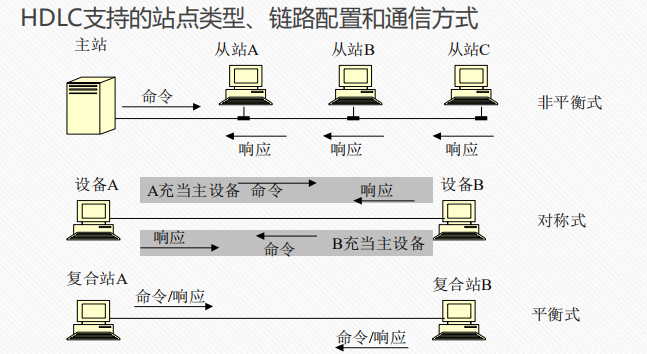 HDLC支持的站点类型、链路配置和通信方式
主站
从站A
从站B
从站C
命令
非平衡式
响应
响应
响应
设备A
A充当主设备 命令
响应
设备B
对称式
响应
命令
B充当主设备
复合站A
命令/响应
复合站B
平衡式
命令/响应